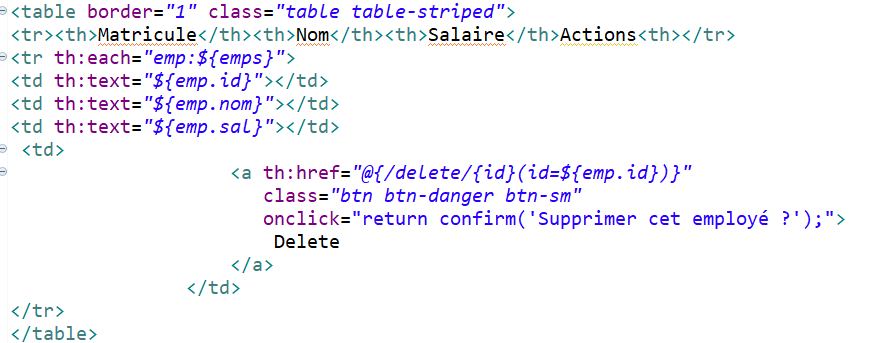 <table border="1" class="table table-striped">
<tr><th>Matricule</th><th>Nom</th><th>Salaire</th>Actions<th></tr>
<tr th:each="emp:${emps}">
<td th:text="${emp.id}"></td>
<td th:text="${emp.nom}"></td>
<td th:text="${emp.sal}"></td>
<td>
<a th:href="@{/delete/{id}(id=${emp.id})}"
class="btn btn-danger btn-sm"
onclick="return confirm('Supprimer cet employé ?');">
Delete
</a>
</td>
</tr>
</table>